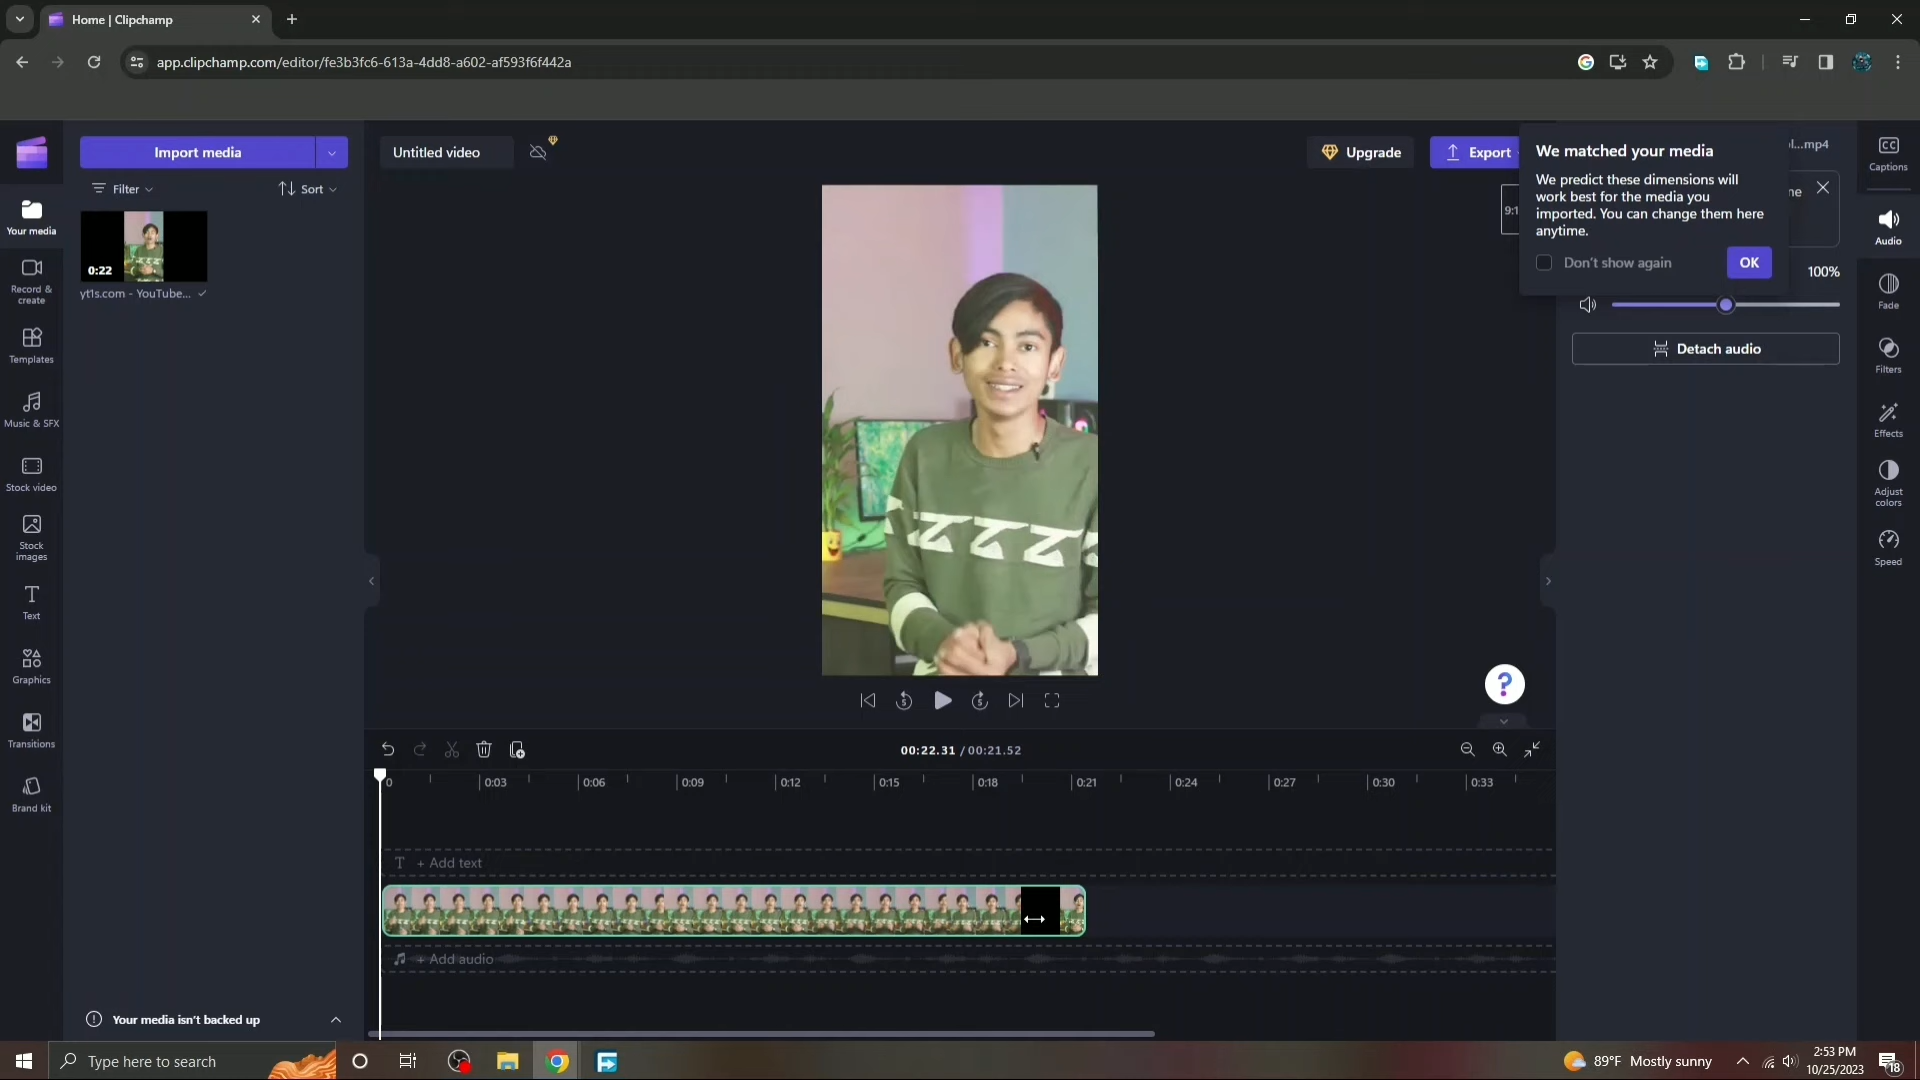 Home | Clipchamp
app.clipchamp.com/editor/fe3b3fc6-613a-4dd8-a602-af593f6f442a
Import media
Filter
Sort
0:22
yt1s.com - YouTube...
Your media
Record &
create
Templates
Music & SFX
Stock video
Stock
images
Text
Graphics
Transitions
Brand kit
Your media isn't backed up
Untitled video
Upgrade
Export
9:1
We matched your media
We predict these dimensions will
work best for the media you
imported. You can change them here
anytime.
Don't show again
OK
l...mp4
ne
100%
Detach audio
CC
Captions
Audio
Fade
Filters
Effects
Adjust
colors
Speed
ZZZ
5
5
?
00:22.31 / 00:21.52
0
0:03
0:06
0:09
0:12
0:15
0:18
0:21
0:24
0:27
0:30
0:33
T + Add text
+ Add audio
Type here to search
89°F Mostly sunny
2:53 PM
10/25/2023
18